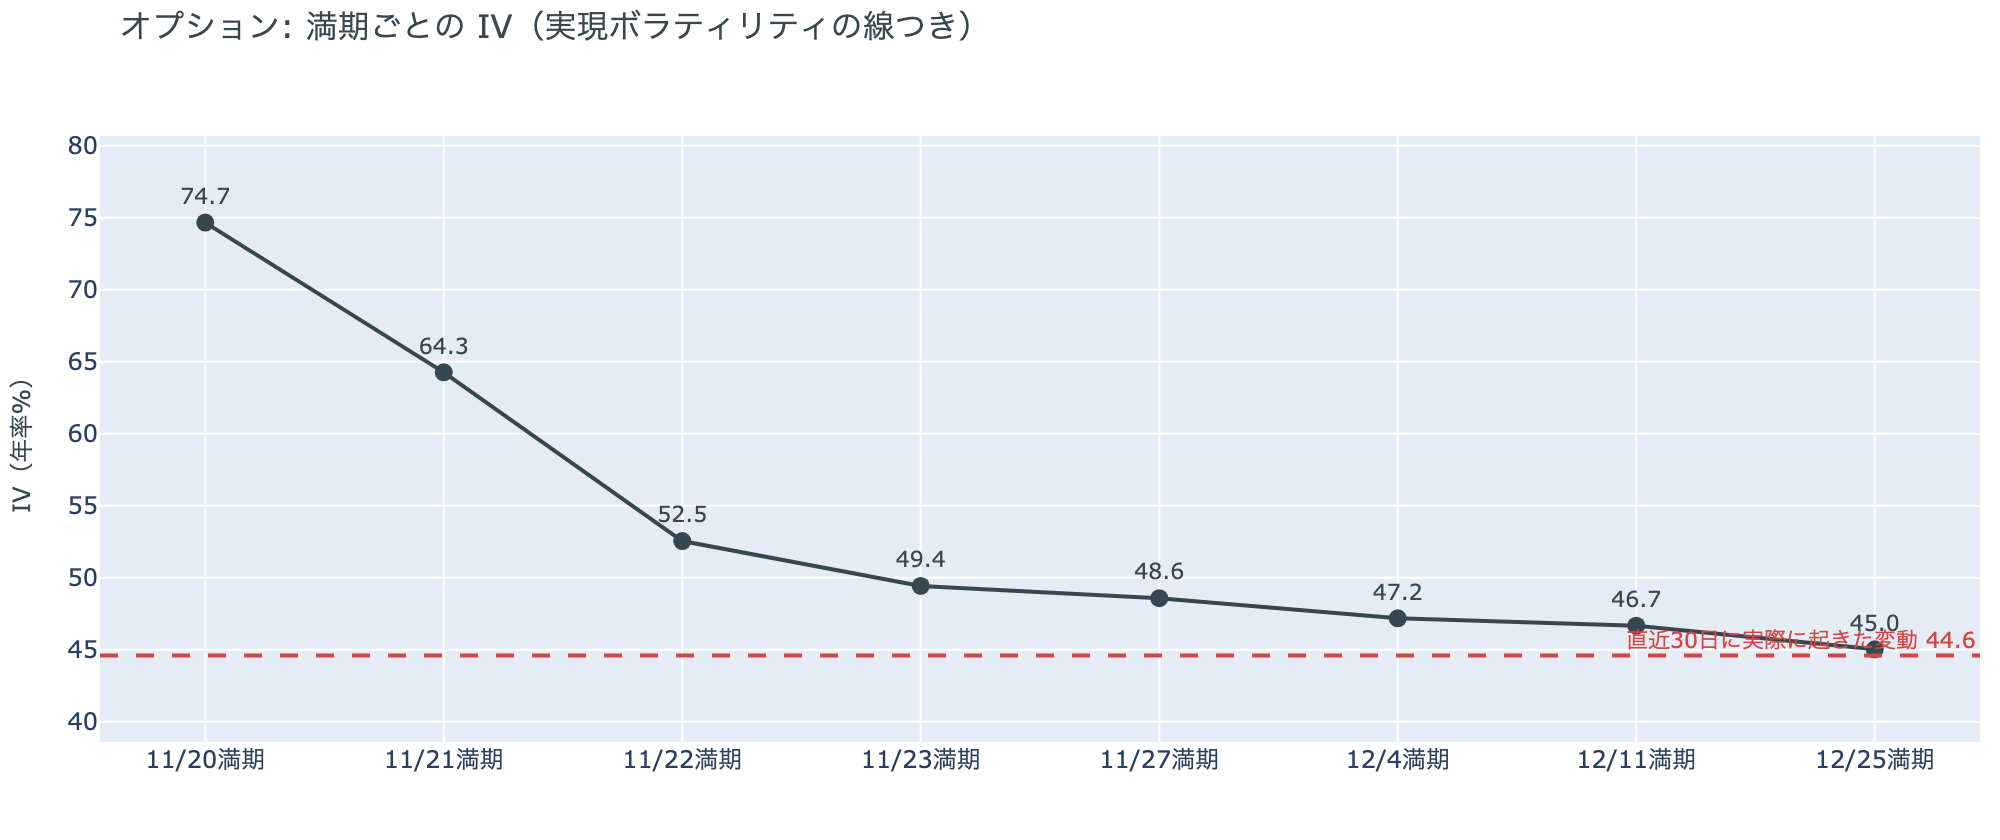 オプション: 満期ごとの IV（実現ボラティリティの線つき）
IV（年率%）
80
75
70
65
60
55
50
45
40
74.7
64.3
52.5
49.4
48.6
47.2
46.7
45.0
直近30日に実際に起きた変動 44.6
11/20満期
11/21満期
11/22満期
11/23満期
11/27満期
12/4満期
12/11満期
12/25満期